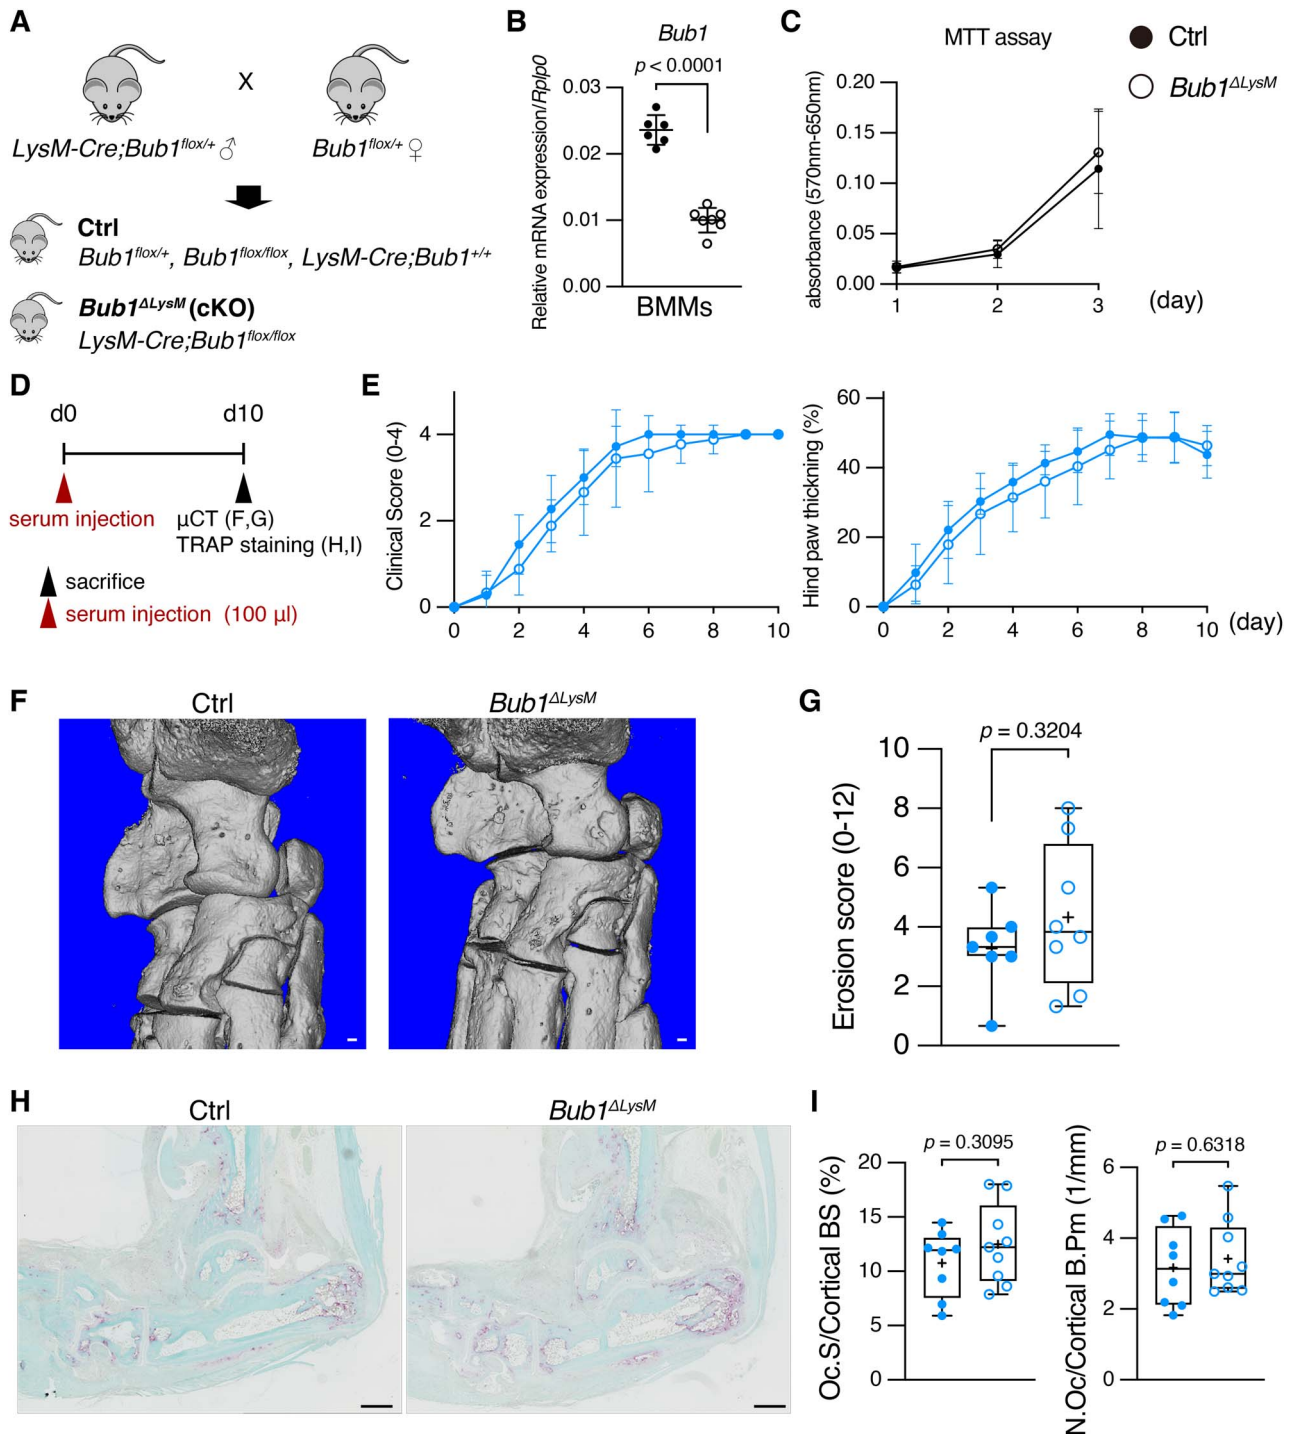 A
X
LysM-Cre;Bub1flox/+ ♂
Bub1flox/+ ♀
Ctrl
Bub1flox/+, Bub1flox/flox, LysM-Cre;Bub1+/+
Bub1ΔLysM (cKO)
LysM-Cre;Bub1flox/flox
B
Bub1
p < 0.0001
Relative mRNA expression/Rplp0
0.03
0.02
0.01
0.00
BMMs
C
MTT assay
Ctrl
Bub1ΔLysM
absorbance (570nm-650nm)
0.20
0.15
0.10
0.05
0.00
1 2 3 (day)
D
d0 d10
serum injection
μCT (F,G)
TRAP staining (H,I)
sacrifice
serum injection (100 μl)
E
Clinical Score (0-4)
4
2
0
0 2 4 6 8 10
Hind paw thickning (%)
60
40
20
0
0 2 4 6 8 10 (day)
F
Ctrl
Bub1ΔLysM
G
p = 0.3204
Erosion score (0-12)
10
8
6
4
2
0
H
Ctrl
Bub1ΔLysM
I
p = 0.3095
Oc.S/Cortical BS (%)
20
15
10
5
0
p = 0.6318
N.Oc/Cortical B.Pm (1/mm)
6
4
2
0